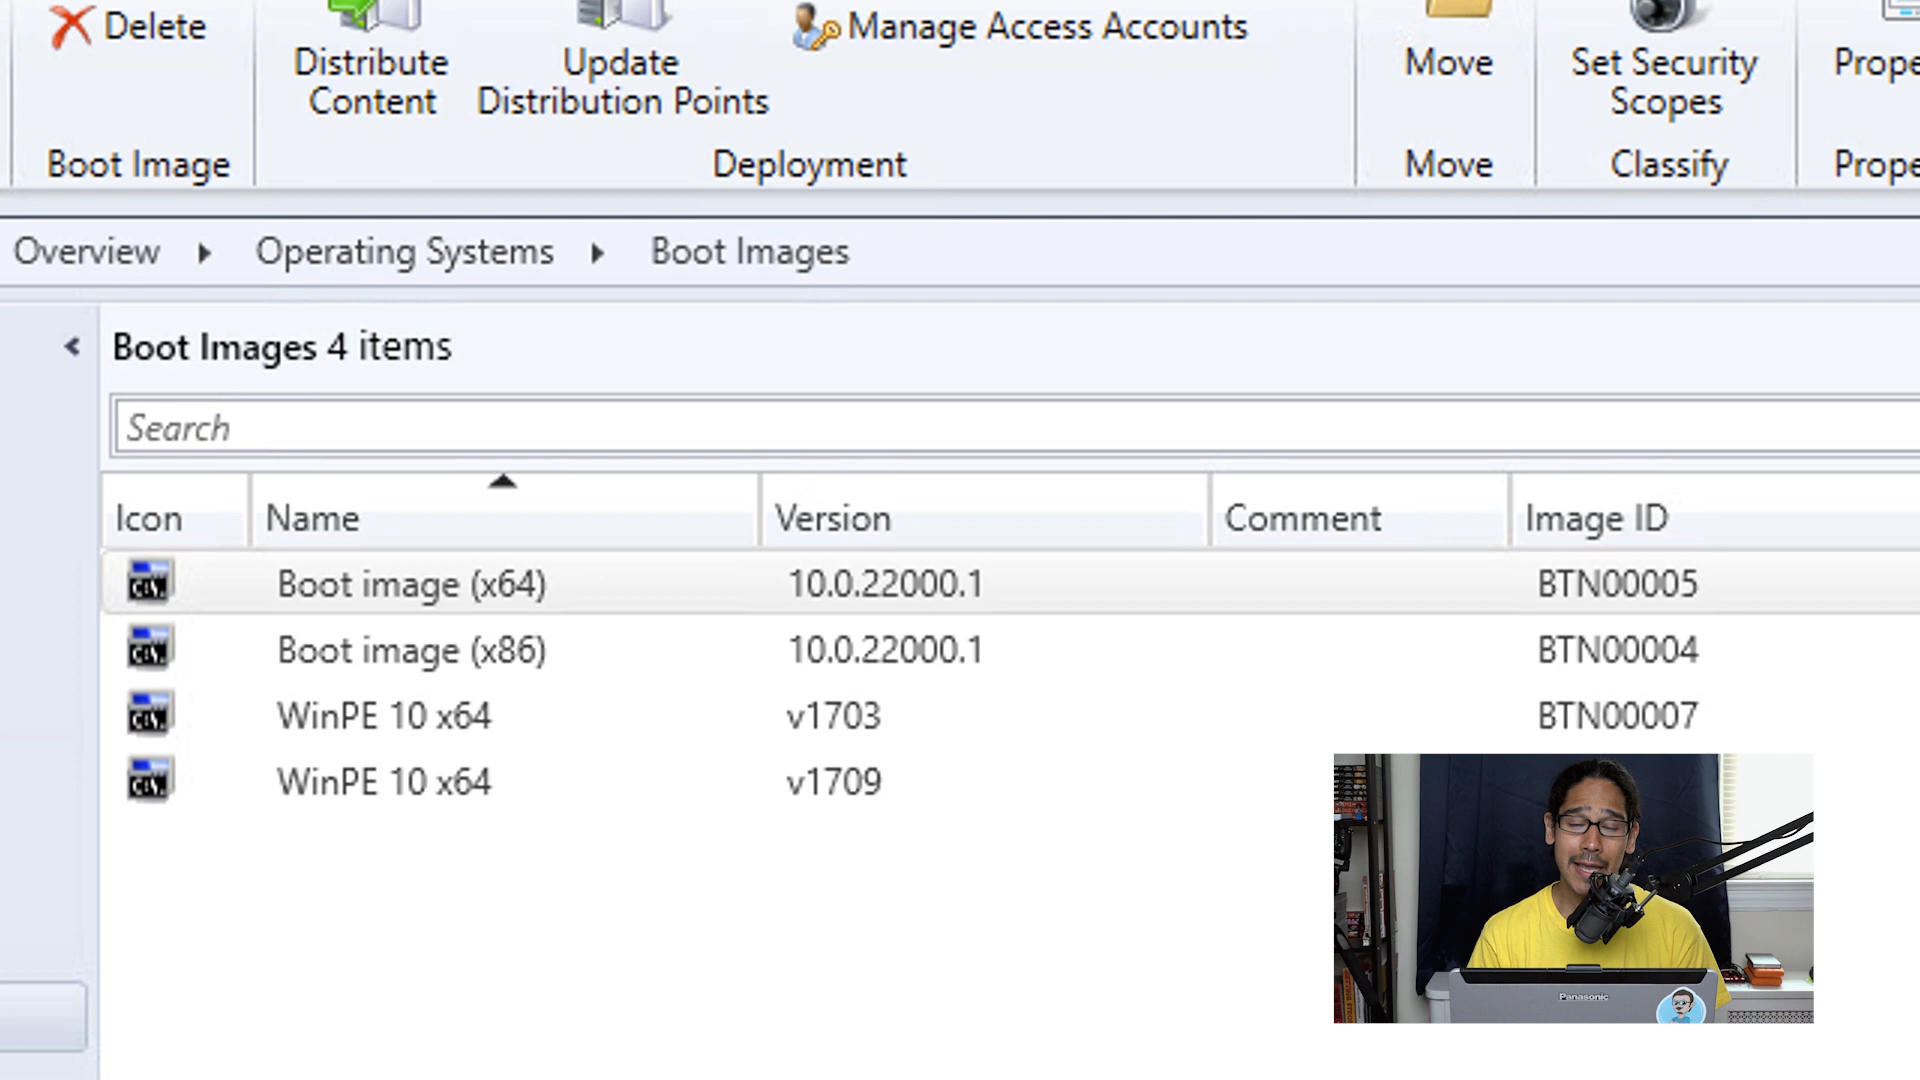 Delete
Distribute
Content
Update
Distribution Points
Manage Access Accounts
Move
Set Security
Scopes
Prope
Boot Image
Deployment
Move
Classify
Prope
Overview
Operating Systems
Boot Images
Boot Images 4 items
Search
Icon
Name
Version
Comment
Image ID
Boot image (x64)
10.0.22000.1
BTN00005
Boot image (x86)
10.0.22000.1
BTN00004
WinPE 10 x64
v1703
BTN00007
WinPE 10 x64
v1709
Panasonic